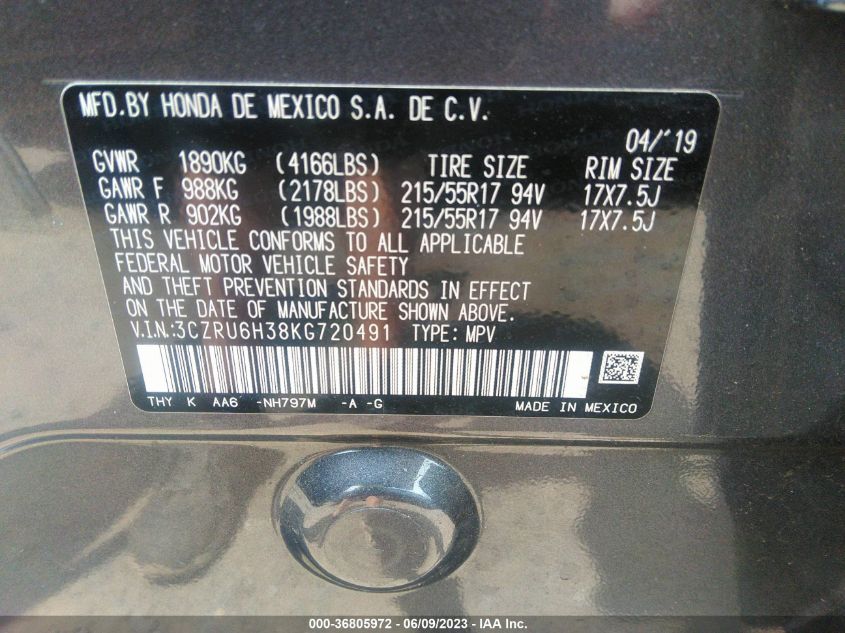 MFD.BY HONDA DE MEXICO S.A. DE C.V.
04/'19
GVWR 1890KG (4166LBS) TIRE SIZE RIM SIZE
GAWR F 988KG (2178LBS) 215/55R17 94V 17X7.5J
GAWR R 902KG (1988LBS) 215/55R17 94V 17X7.5J
THIS VEHICLE CONFORMS TO ALL APPLICABLE
FEDERAL MOTOR VEHICLE SAFETY
AND THEFT PREVENTION STANDARDS IN EFFECT
ON THE DATE OF MANUFACTURE SHOWN ABOVE.
V.I.N.:3CZRU6H38KG720491 TYPE: MPV
THY K AA6 -NH797M -A -G MADE IN MEXICO
000-36805972 - 06/09/2023 - IAA Inc.